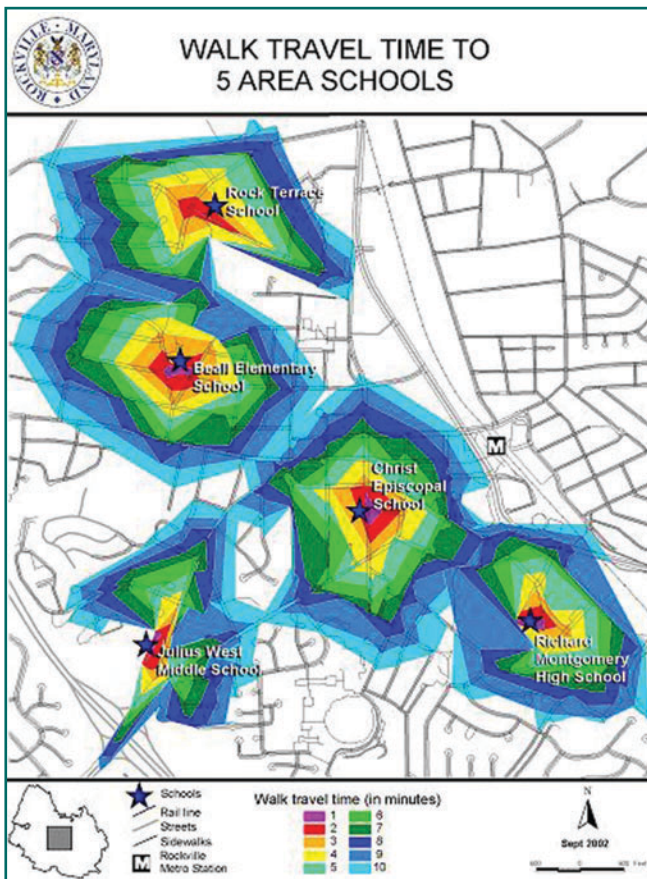 ROCKVILLE MARYLAND
WALK TRAVEL TIME TO
5 AREA SCHOOLS
Rock Terrace
School
Beall Elementary
School
Christ
Episcopal
School
M
Julius West
Middle School
Richard
Montgomery
High School
Schools
Rail line
Streets
Sidewalks
M Rockville
Metro Station
Walk travel time (in minutes)
1 6
2 7
3 8
4 9
5 10
N
Sept 2002